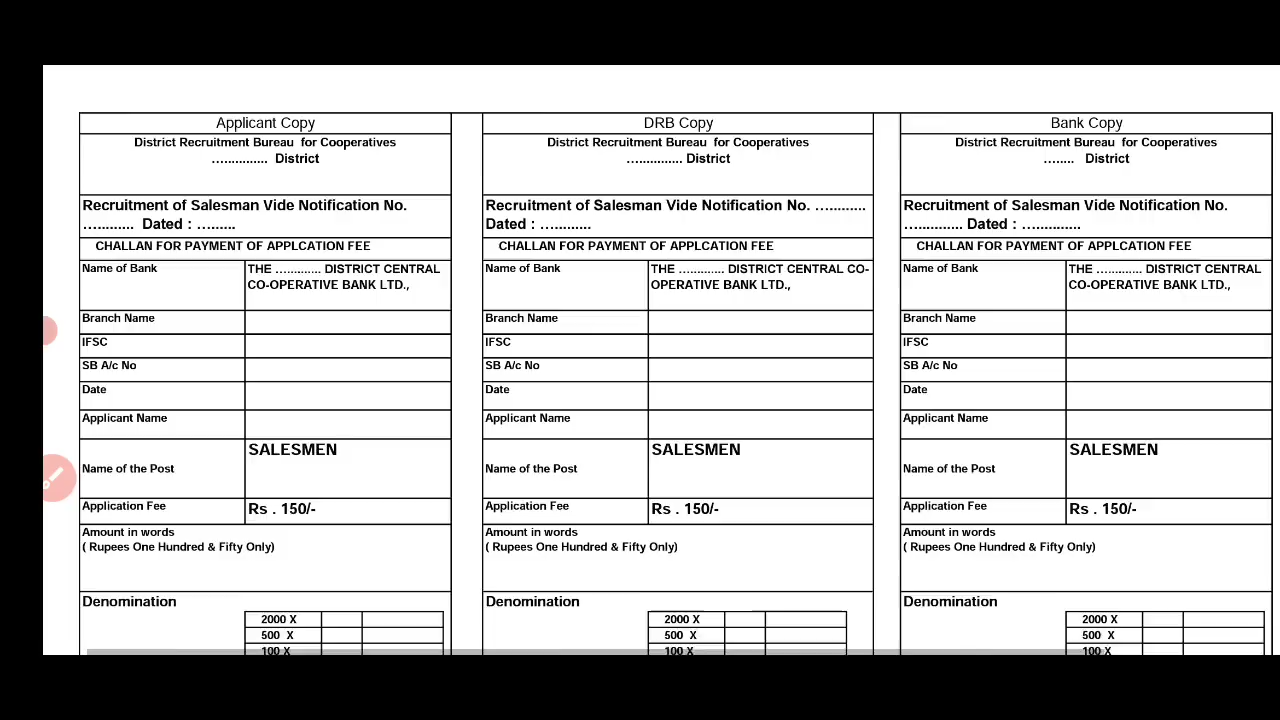 Applicant Copy
District Recruitment Bureau for Cooperatives
…............ District
Recruitment of Salesman Vide Notification No.
…......... Dated : …......
CHALLAN FOR PAYMENT OF APPLCATION FEE
Name of Bank
THE …......... DISTRICT CENTRAL
CO-OPERATIVE BANK LTD.,
Branch Name
IFSC
SB A/c No
Date
Applicant Name
SALESMEN
Name of the Post
Application Fee
Rs . 150/-
Amount in words
( Rupees One Hundred & Fifty Only)
Denomination
2000 X
500 X
100 X
DRB Copy
District Recruitment Bureau for Cooperatives
…............ District
Recruitment of Salesman Vide Notification No. ….........
Dated : ….........
CHALLAN FOR PAYMENT OF APPLCATION FEE
Name of Bank
THE …......... DISTRICT CENTRAL CO-
OPERATIVE BANK LTD.,
Branch Name
IFSC
SB A/c No
Date
Applicant Name
SALESMEN
Name of the Post
Application Fee
Rs . 150/-
Amount in words
( Rupees One Hundred & Fifty Only)
Denomination
2000 X
500 X
100 X
Bank Copy
District Recruitment Bureau for Cooperatives
…..... District
Recruitment of Salesman Vide Notification No.
…........... Dated : …...........
CHALLAN FOR PAYMENT OF APPLCATION FEE
Name of Bank
THE …......... DISTRICT CENTRAL
CO-OPERATIVE BANK LTD.,
Branch Name
IFSC
SB A/c No
Date
Applicant Name
SALESMEN
Name of the Post
Application Fee
Rs . 150/-
Amount in words
( Rupees One Hundred & Fifty Only)
Denomination
2000 X
500 X
100 X